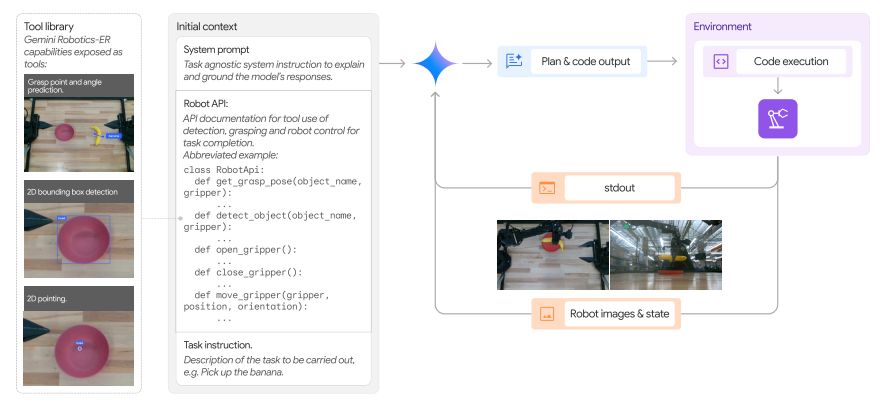 Tool library
Gemini Robotics-ER
capabilities exposed as
tools:
Grasp point and angle
prediction.
2D bounding box detection
2D pointing.
Initial context
System prompt
Task agnostic system instruction to explain
and ground the model's responses.
Robot API:
API documentation for tool use of
detection, grasping and robot control for
task completion.
Abbreviated example:
class RobotApi:
def get_grasp_pose(object_name,
gripper):
...
def detect_object(object_name,
gripper):
...
def open_gripper():
...
def close_gripper():
...
def move_gripper(gripper,
position, orientation):
...
Task instruction.
Description of the task to be carried out,
e.g. Pick up the banana.
Plan & code output
Environment
Code execution
stdout
Robot images & state